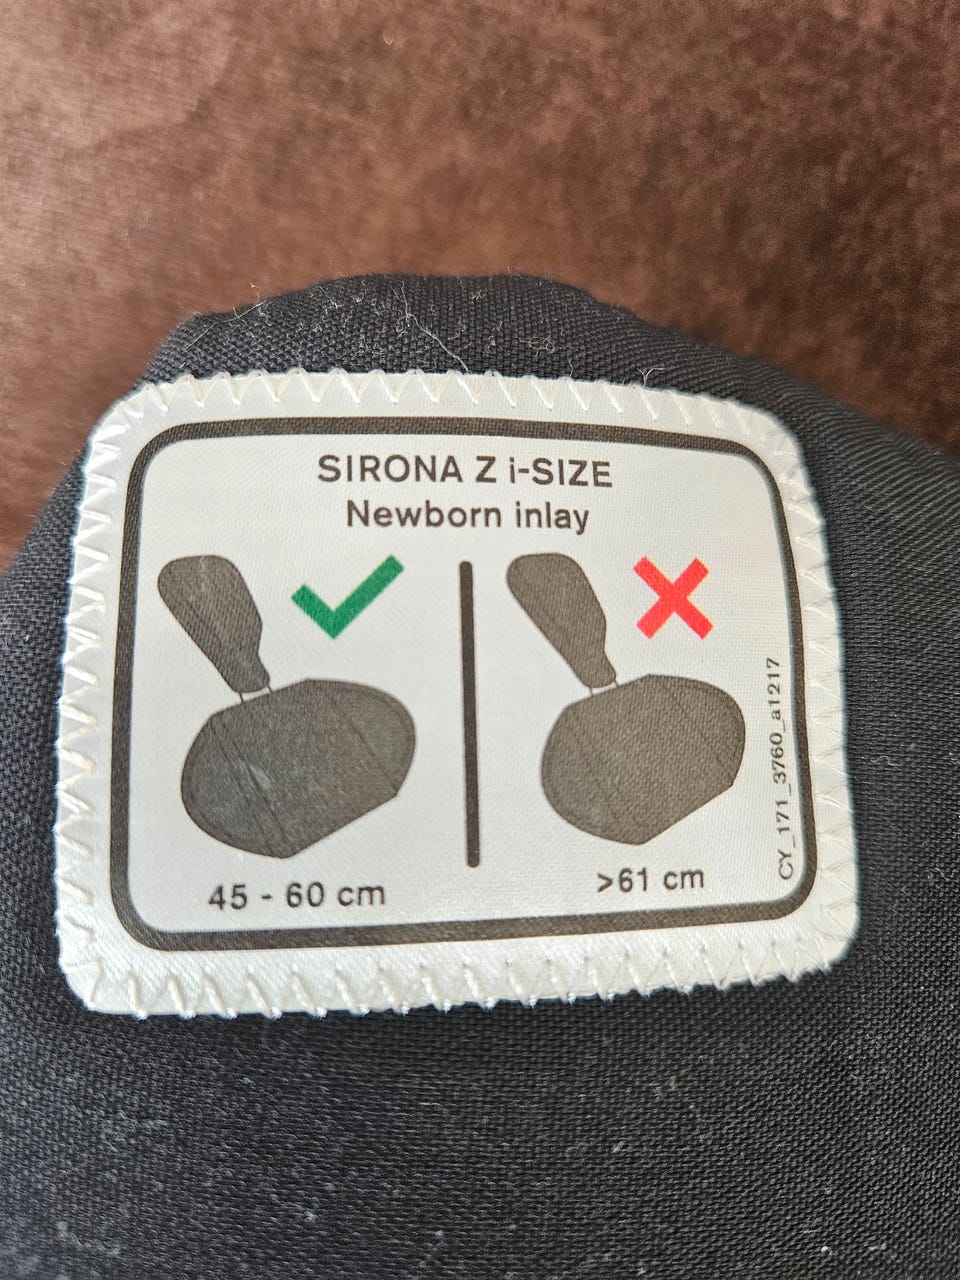 SIRONA Z i-SIZE
Newborn inlay
45 - 60 cm
>61 cm
CY_171_3760_a1217